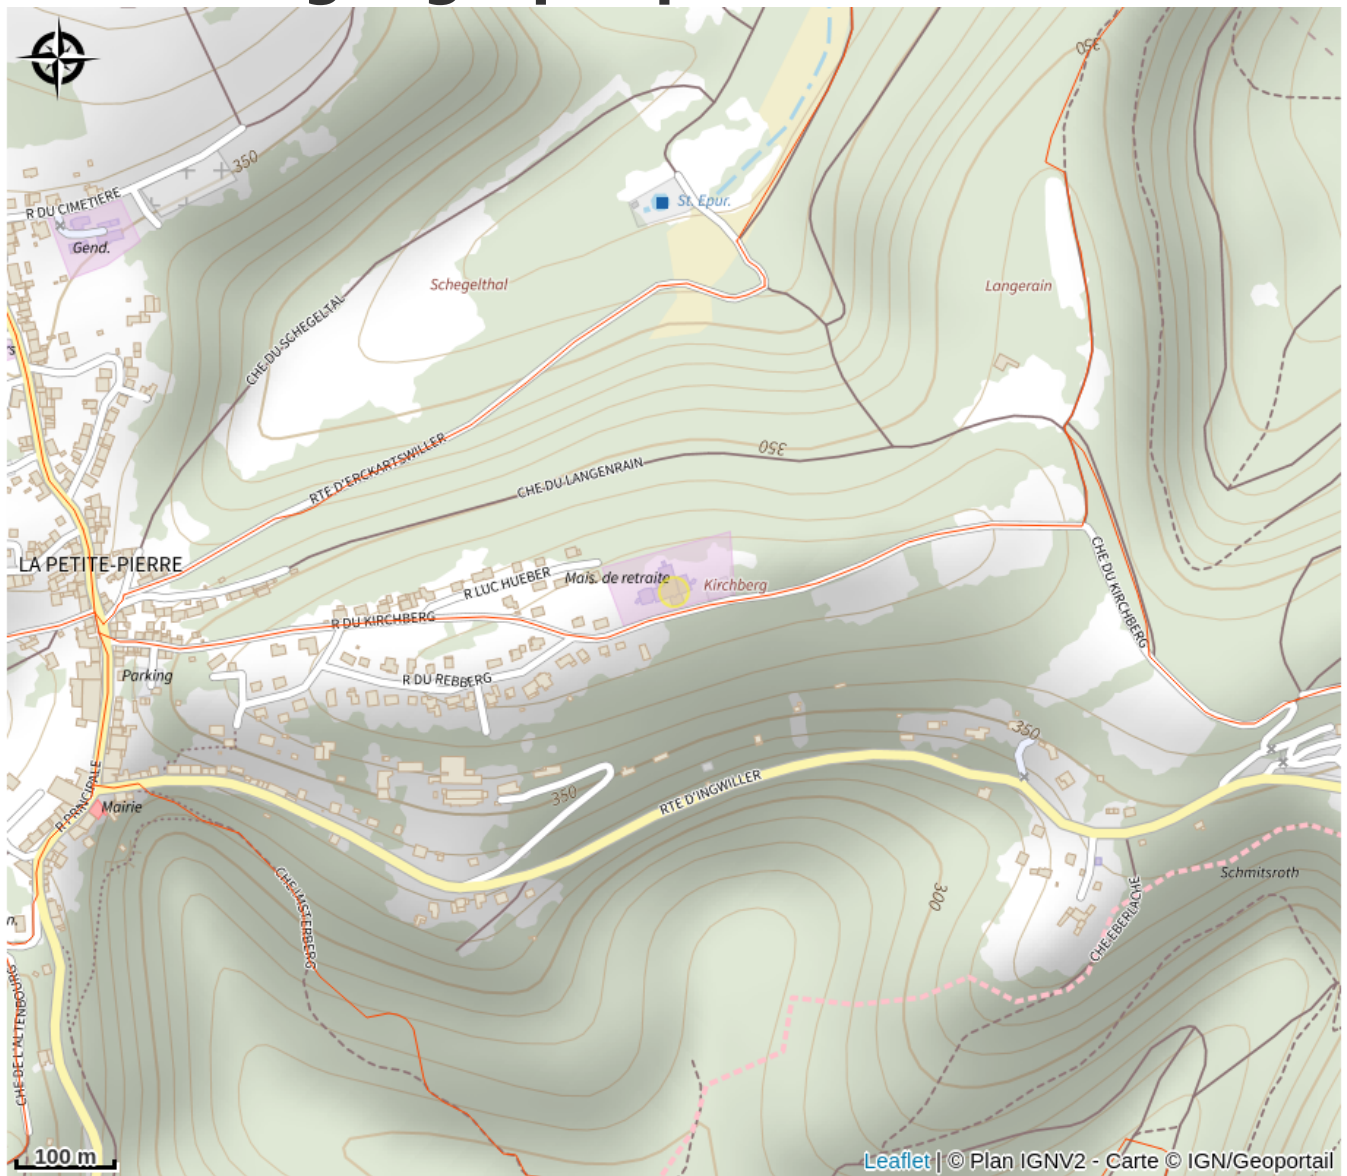 350
350
R DU CIMETIERE
Gend.
St. Epur.
Schegelthal
Langerain
CHE DU SCHEGELTAL
RTE D'ERCKARTSWILLER
350
CHE DU LANGENRAIN
LA PETITE-PIERRE
CHE DU KIRCHBERG
Mais. de retraite
Kirchberg
R LUC HUEBER
R DU KIRCHBERG
Parking
R DU REBBERG
350
RTE D'INGWILLER
350
R PRINCIPALE
Mairie
CHE IMSTERBERG
300
Schmitsroth
CHE EBERLACHE
CHE DE L'ALTENBOURG
100 m
Leaflet | © Plan IGNV2 - Carte © IGN/Geoportail